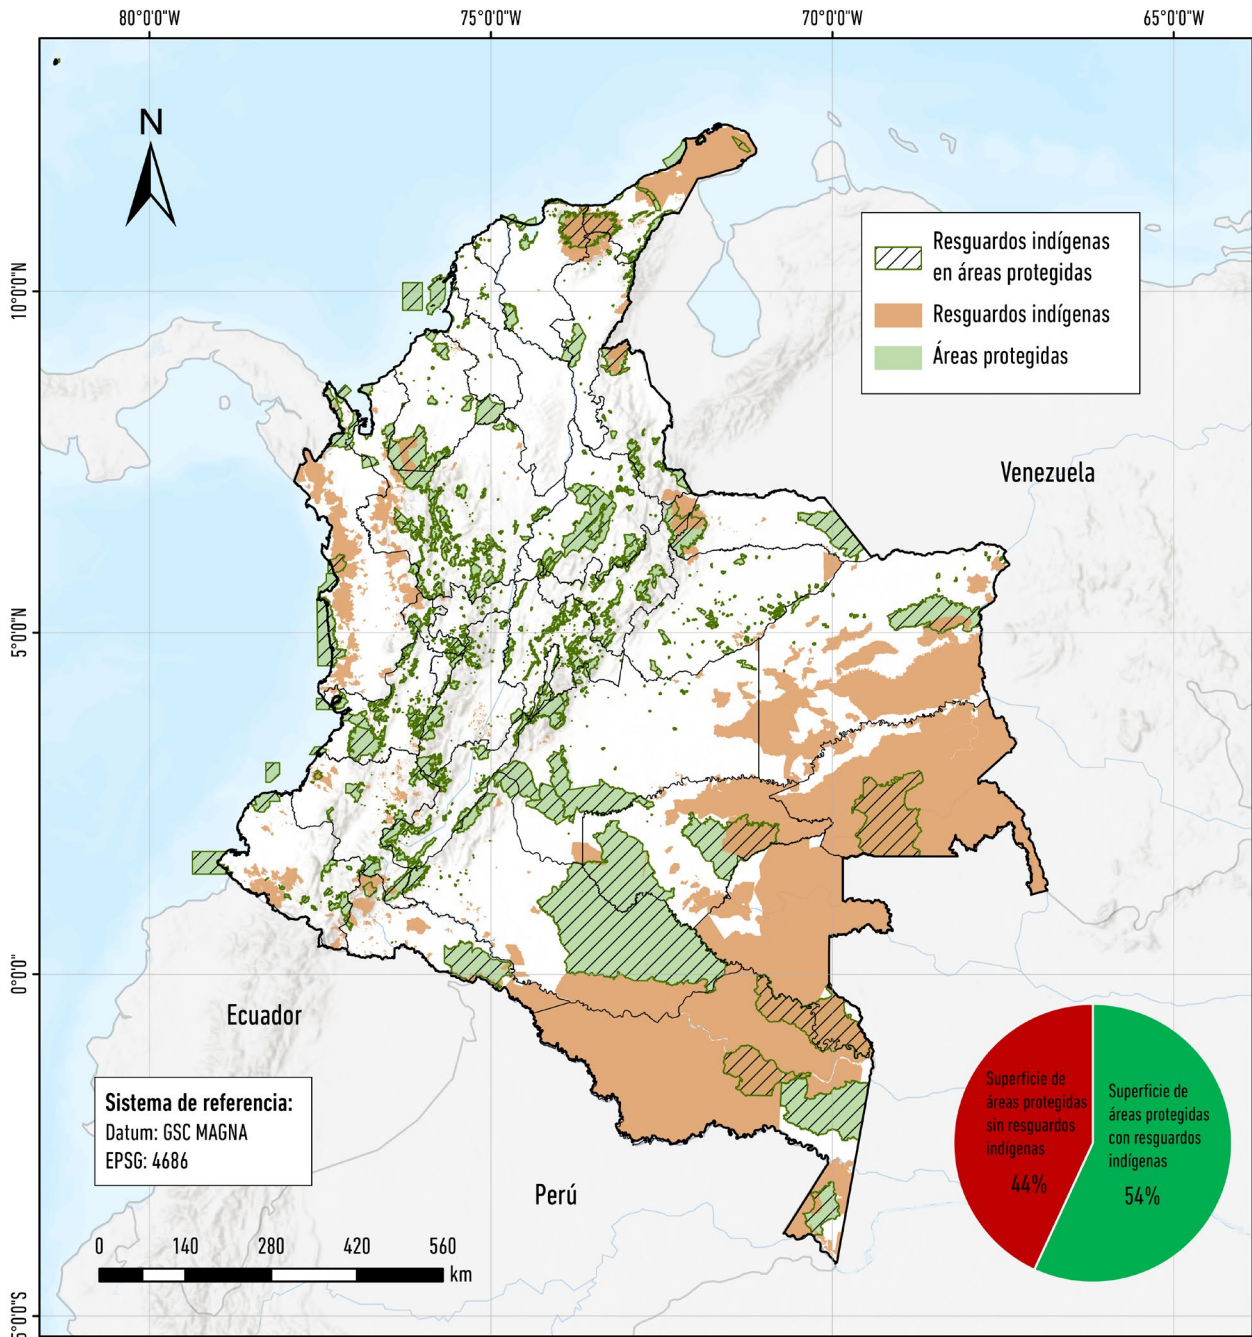 80°0'0"W
75°0'0"W
70°0'0"W
65°0'0"W
N
10°0'0"N
5°0'0"N
0°0'0"
5°0'0"S
Resguardos indígenas
en áreas protegidas
Resguardos indígenas
Áreas protegidas
Venezuela
Ecuador
Perú
Sistema de referencia:
Datum: GSC MAGNA
EPSG: 4686
0 140 280 420 560
km
Superficie de
áreas protegidas
sin resguardos
indígenas
44%
Superficie de
áreas protegidas
con resguardos
indígenas
54%